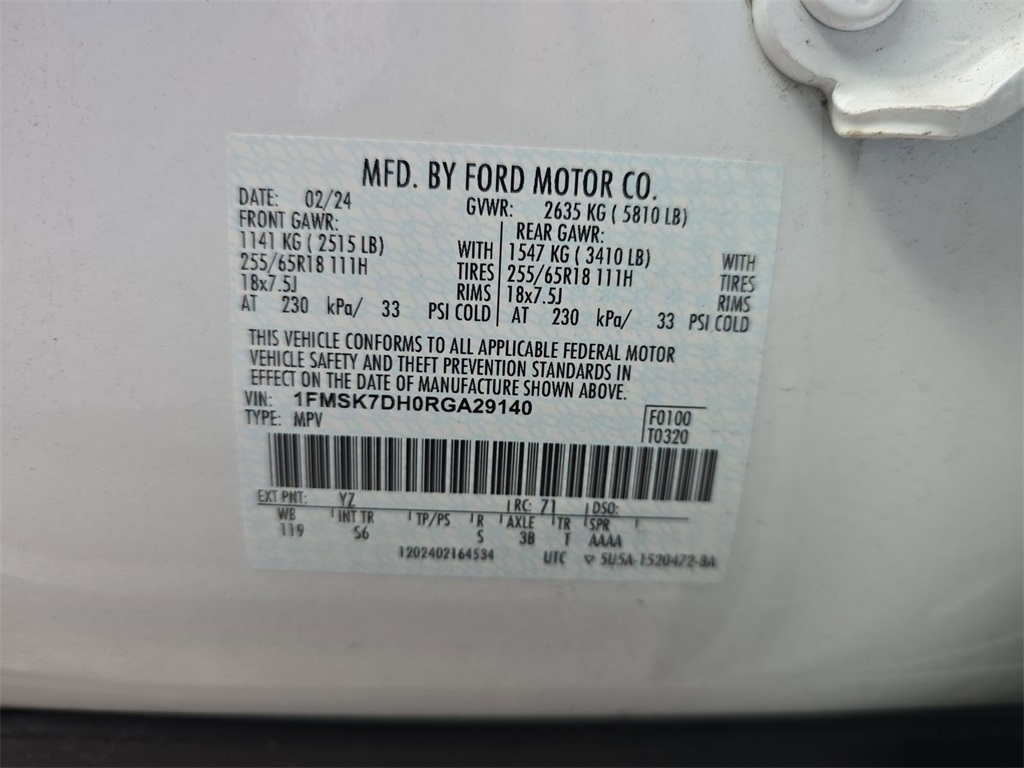 MFD. BY FORD MOTOR CO.
DATE: 02/24 GVWR: 2635 KG ( 5810 LB)
FRONT GAWR: REAR GAWR:
1141 KG ( 2515 LB) WITH 1547 KG ( 3410 LB) WITH
255/65R18 111H TIRES 255/65R18 111H TIRES
18x7.5J RIMS 18x7.5J RIMS
AT 230 kPa/ 33 PSI COLD AT 230 kPa/ 33 PSI COLD
THIS VEHICLE CONFORMS TO ALL APPLICABLE FEDERAL MOTOR
VEHICLE SAFETY AND THEFT PREVENTION STANDARDS IN
EFFECT ON THE DATE OF MANUFACTURE SHOWN ABOVE.
VIN: 1FMSK7DH0RGA29140 F0100
TYPE: MPV T0320
EXT PNT: YZ RC: 71 DSO:
WB INT TR TP/PS R AXLE TR SPR
119 S6 S 3B T AAAA
1202402164534 UTC ▽ 5U5A-1520472-BA